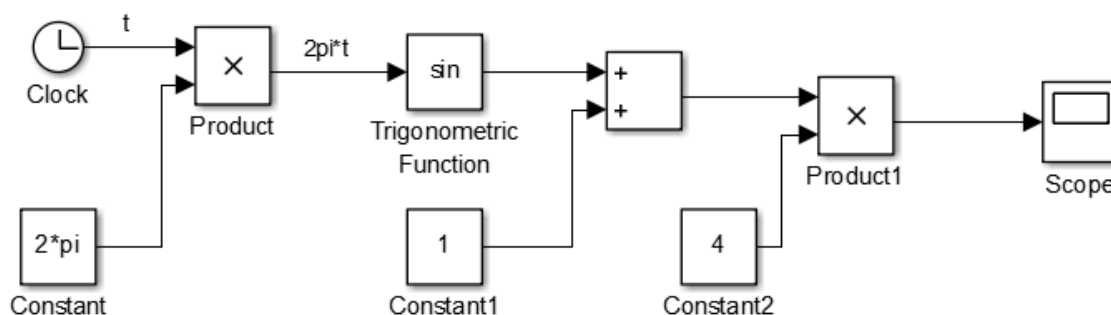 t
Clock
×
Product
2pi*t
sin
Trigonometric
Function
+
+
×
Product1
Scope
2*pi
Constant
1
Constant1
4
Constant2